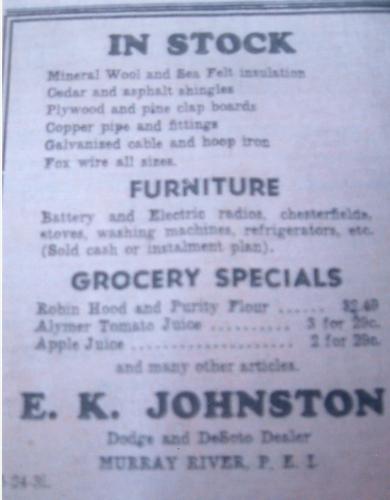 IN STOCK
Mineral Wool and Sea Felt insulation
Cedar and asphalt shingles
Plywood and pine clap boards
Copper pipe and fittings
Galvanized cable and hoop iron
Fox wire all sizes.
FURNITURE
Battery and Electric radios, chesterfields,
stoves, washing machines, refrigerators, etc.
(Sold cash or instalment plan).
GROCERY SPECIALS
Robin Hood and Purity Flour ...... $2.49
Alymer Tomato Juice .......... 3 for 29c.
Apple Juice .................... 2 for 29c.
and many other articles.
E. K. JOHNSTON
Dodge and DeSoto Dealer
MURRAY RIVER, P. E. I.